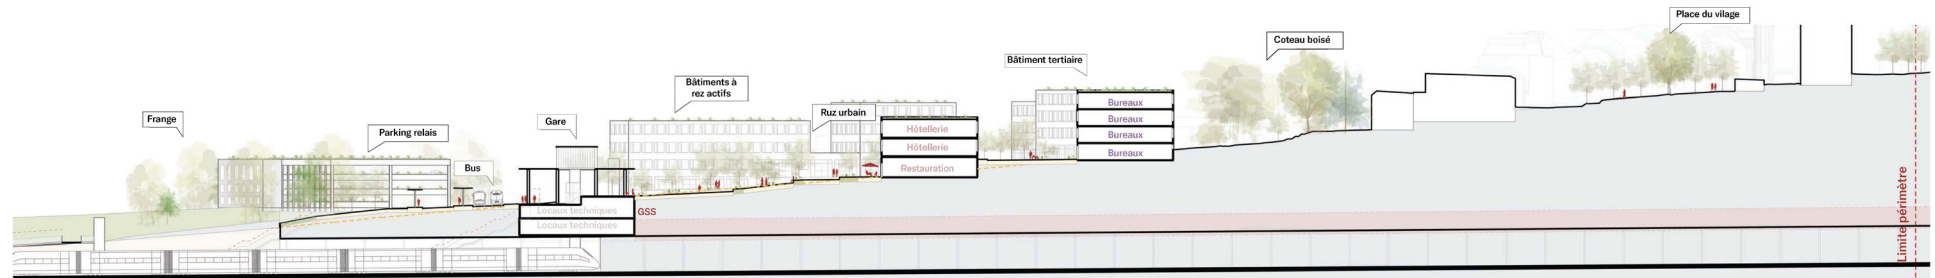 Frange
Parking relais
Bus
Gare
Bâtiments à
rez actifs
Ruz urbain
Bâtiment tertiaire
Coteau boisé
Place du vilage
Hôtellerie
Hôtellerie
Restauration
Bureaux
Bureaux
Bureaux
Bureaux
Locaux techniques
Locaux techniques
GSS
Limite périmètre